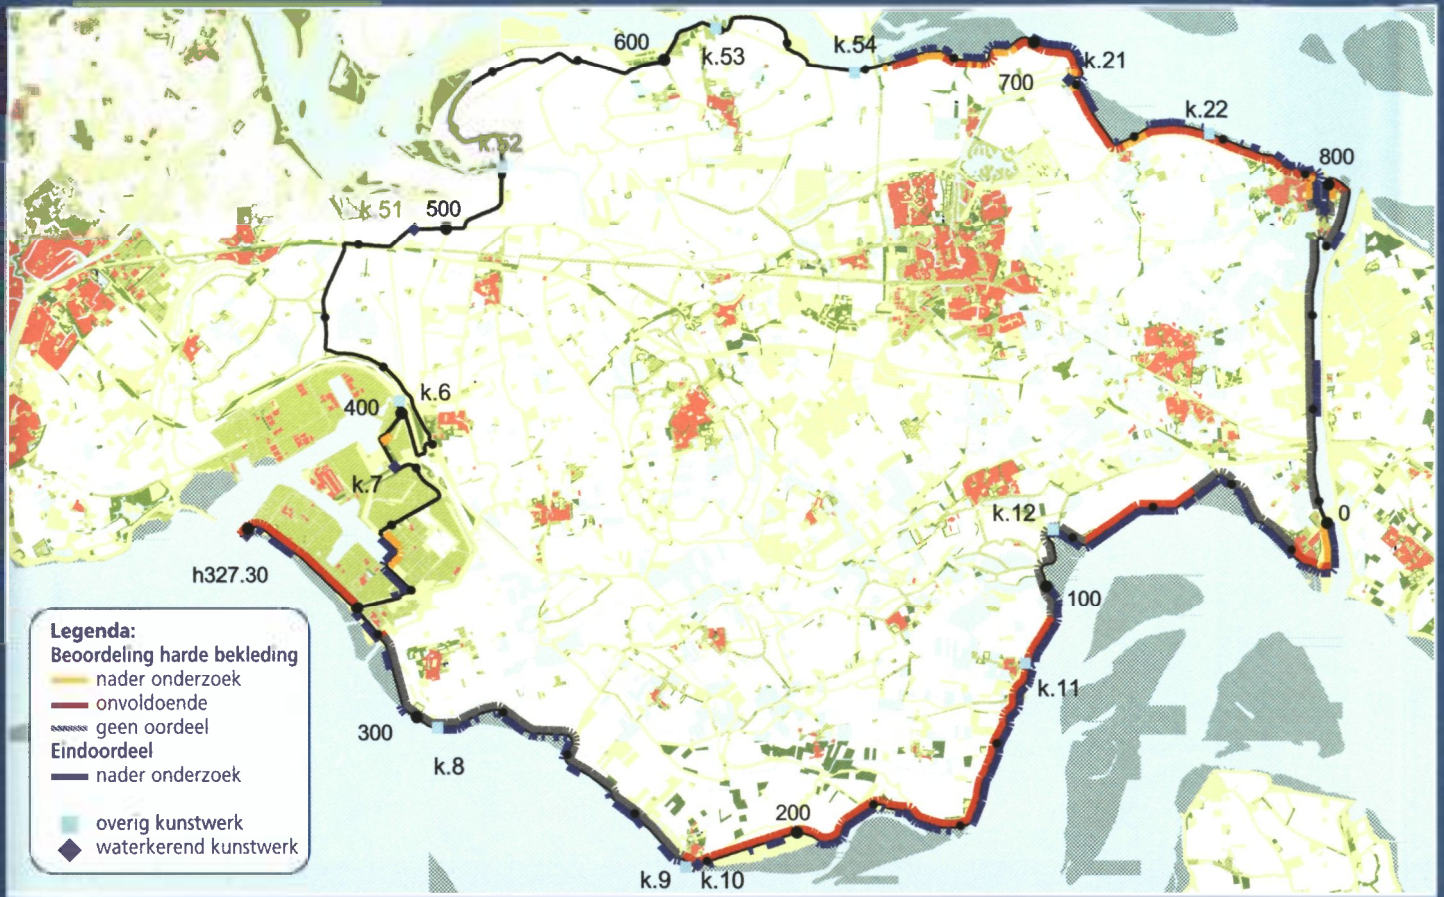 600
k.53
k.54
k.21
700
k.22
800
k.52
k.51
500
k.6
400
k.7
k.12
0
h327.30
100
k.11
300
k.8
200
k.9
k.10
Legenda:
Beoordeling harde bekleding
nader onderzoek
onvoldoende
geen oordeel
Eindoordeel
nader onderzoek
overig kunstwerk
waterkerend kunstwerk